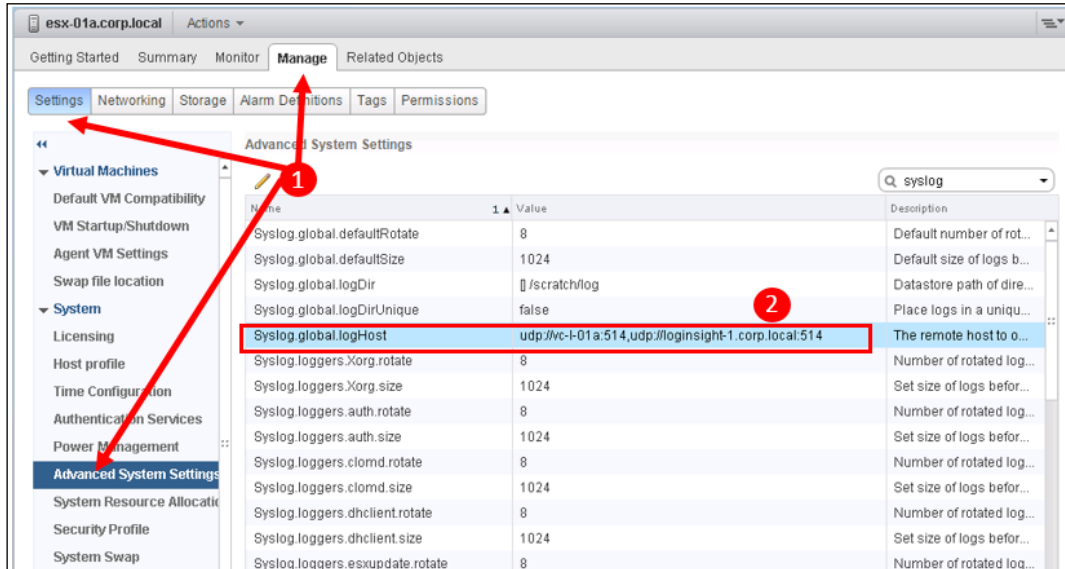 esx-01a.corp.local Actions
Getting Started Summary Monitor Manage Related Objects
Settings Networking Storage Alarm Definitions Tags Permissions
Virtual Machines
Default VM Compatibility
VM Startup/Shutdown
Agent VM Settings
Swap file location
System
Licensing
Host profile
Time Configuration
Authentication Services
Power Management
Advanced System Settings
System Resource Allocatio
Security Profile
System Swap
Advanced System Settings
1
syslog
Name 1 Value Description
Syslog.global.defaultRotate 8 Default number of rot...
Syslog.global.defaultSize 1024 Default size of logs b...
Syslog.global.logDir [] /scratch/log Datastore path of dire...
Syslog.global.logDirUnique false Place logs in a uniqu...
2
Syslog.global.logHost udp://vc-l-01a:514,udp://loginsight-1.corp.local:514 The remote host to o...
Syslog.loggers.Xorg.rotate 8 Number of rotated log...
Syslog.loggers.Xorg.size 1024 Set size of logs befor...
Syslog.loggers.auth.rotate 8 Number of rotated log...
Syslog.loggers.auth.size 1024 Set size of logs befor...
Syslog.loggers.clomd.rotate 8 Number of rotated log...
Syslog.loggers.clomd.size 1024 Set size of logs befor...
Syslog.loggers.dhclient.rotate 8 Number of rotated log...
Syslog.loggers.dhclient.size 1024 Set size of logs befor...
Syslog.loggers.esxupdate.rotate 8 Number of rotated log...